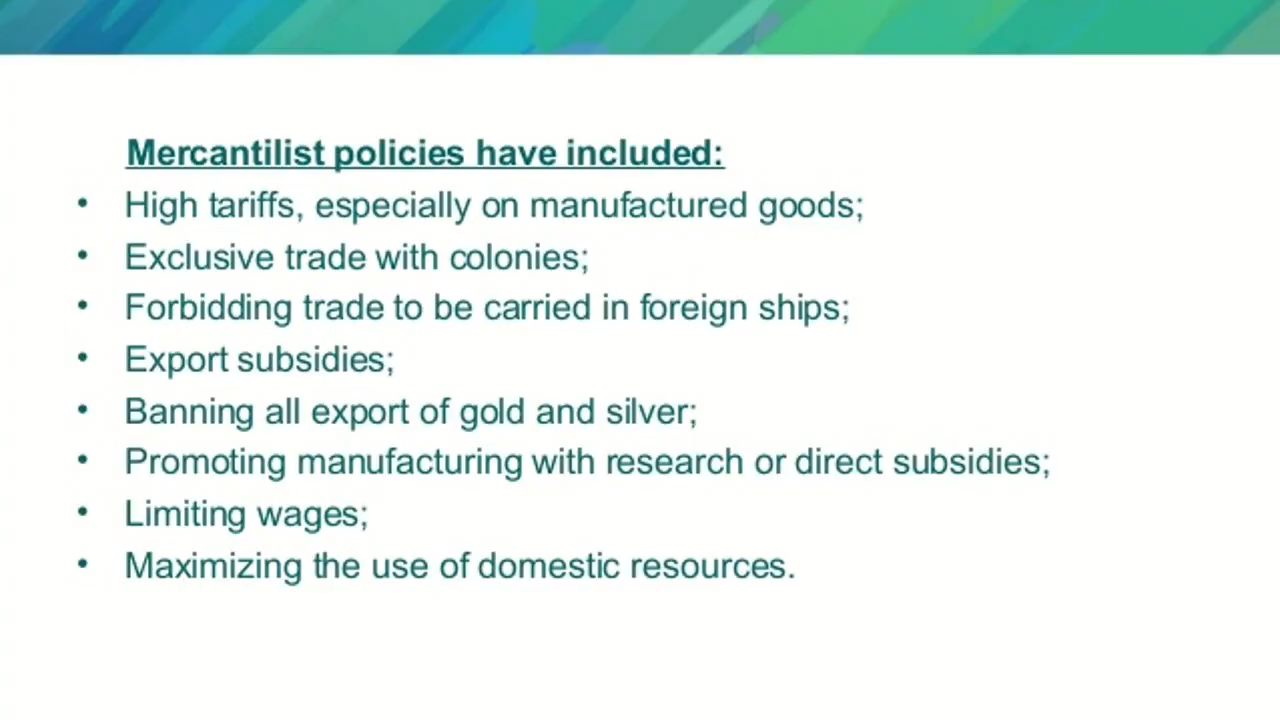 Mercantilist policies have included:
• High tariffs, especially on manufactured goods;
• Exclusive trade with colonies;
• Forbidding trade to be carried in foreign ships;
• Export subsidies;
• Banning all export of gold and silver;
• Promoting manufacturing with research or direct subsidies;
• Limiting wages;
• Maximizing the use of domestic resources.